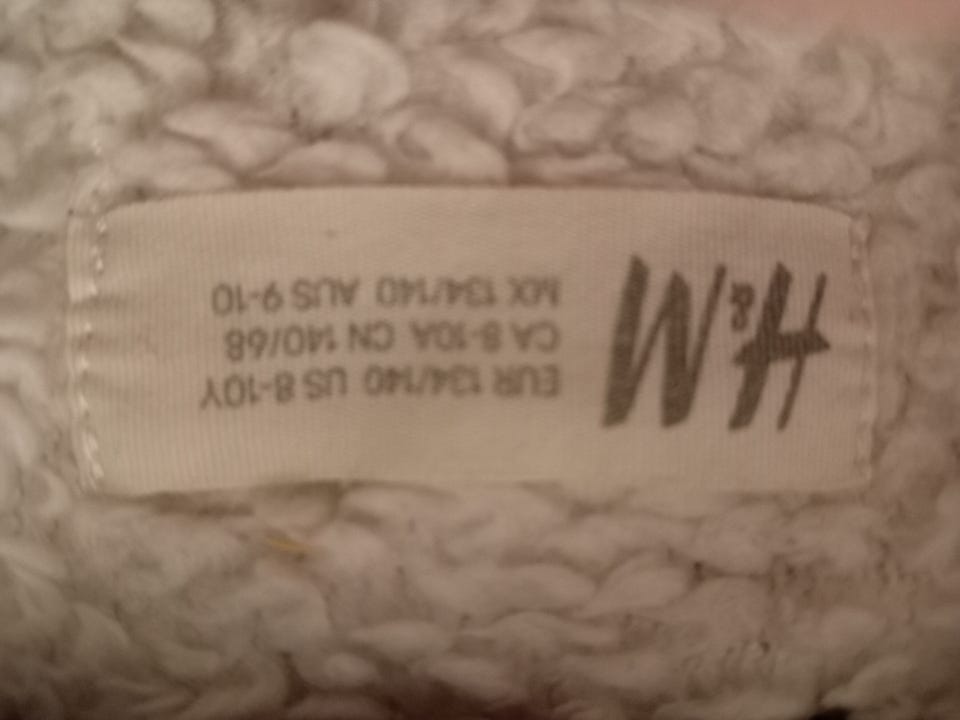 H&M
EUR 134/140 US 8-10Y
CA 8-10A CN 140/68
MX 134/140 AUS 9-10